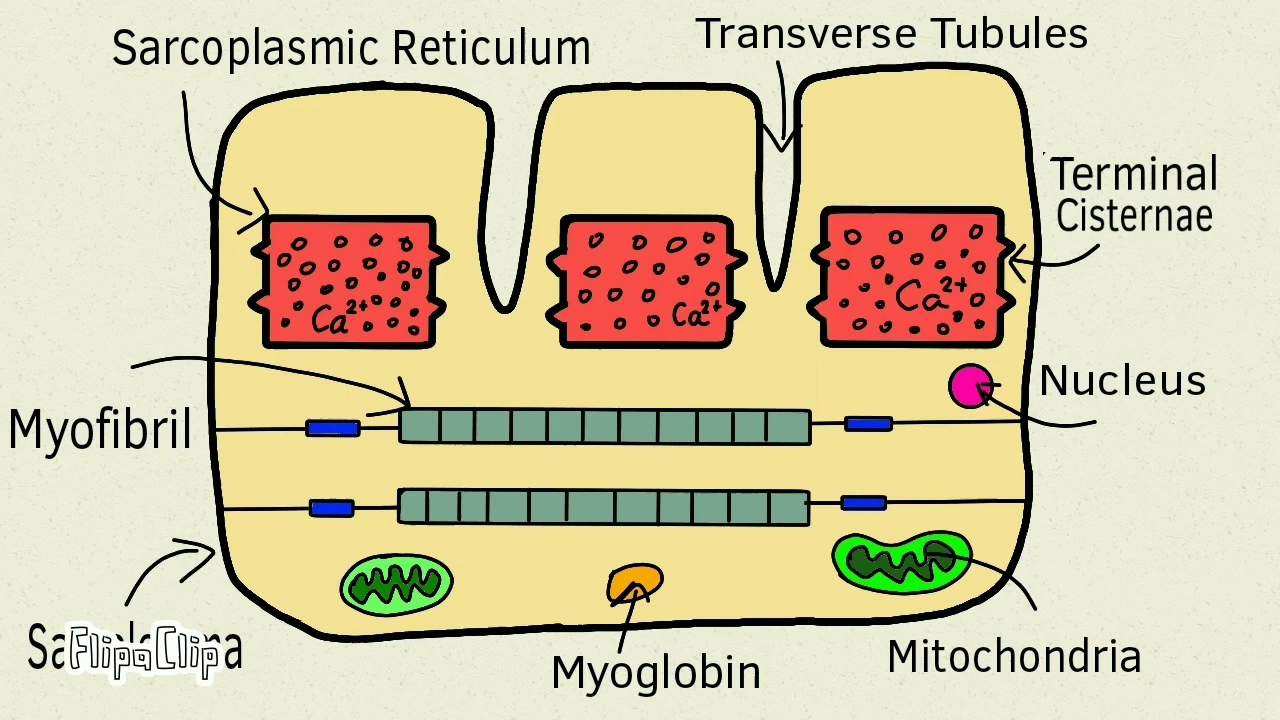 Sarcoplasmic Reticulum
Transverse Tubules
Terminal
Cisternae
Ca2+
Ca2+
Ca2+
Nucleus
Myofibril
FlipaClip
Myoglobin
Mitochondria